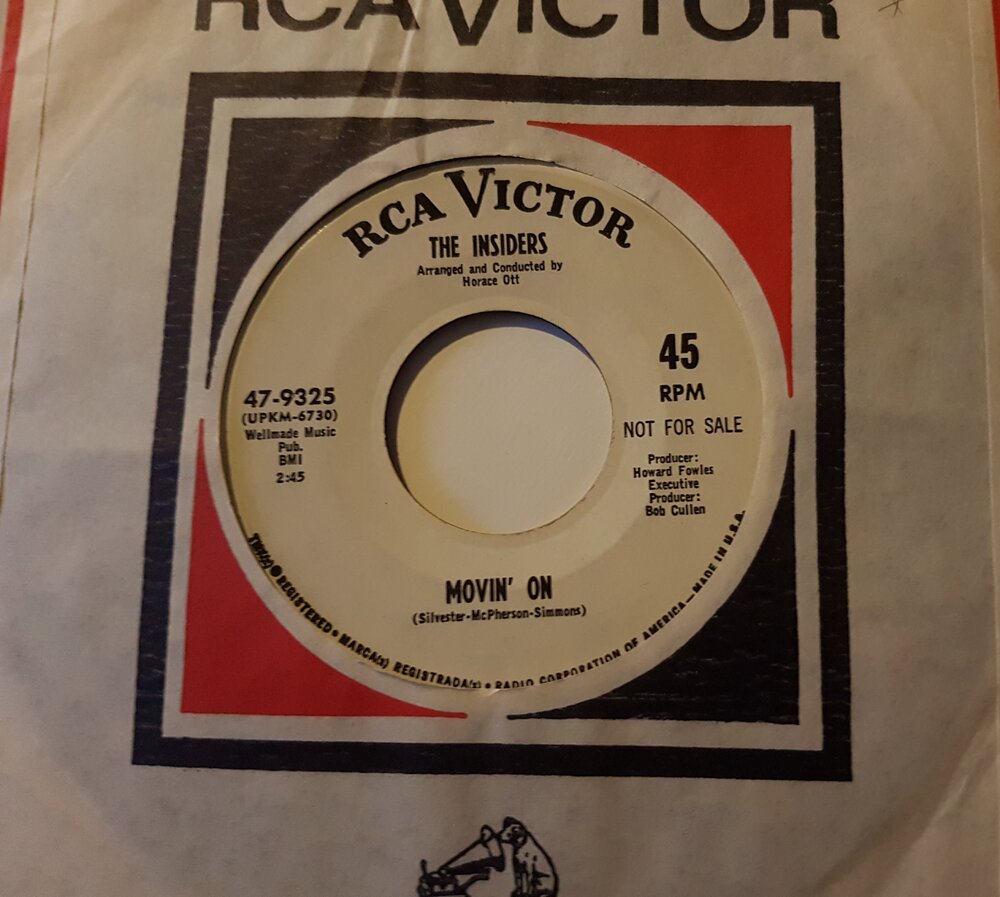 RCA VICTOR
RCA VICTOR
THE INSIDERS
Arranged and Conducted by
Horace Ott
47-9325
(UPKM-6730)
Wellmade Music
Pub.
BMI
2:45
45
RPM
NOT FOR SALE
Producer:
Howard Fowles
Executive
Producer:
Bob Cullen
MOVIN' ON
(Silvester-McPherson-Simmons)
TMK(s) ® REGISTERED • MARCA(s) REGISTRADA(s) • RADIO CORPORATION OF AMERICA—MADE IN U.S.A.